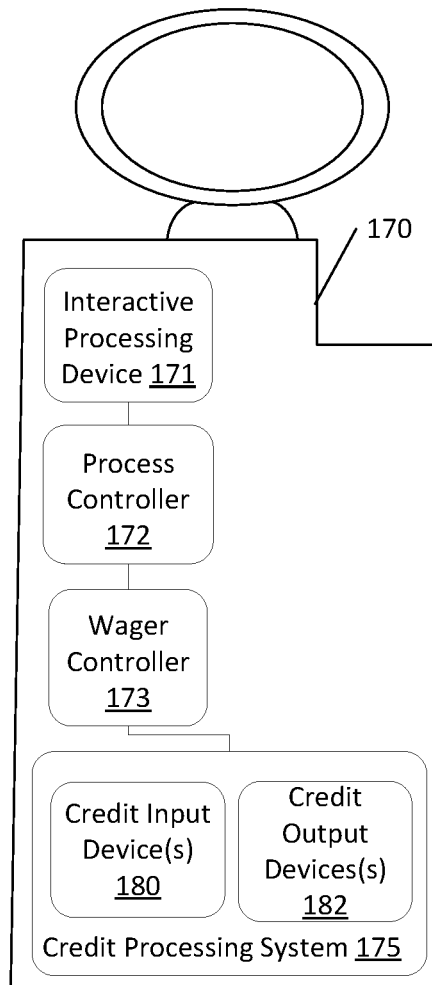 170
Interactive
Processing
Device 171
Process
Controller
172
Wager
Controller
173
Credit Input
Device(s)
180
Credit
Output
Devices(s)
182
Credit Processing System 175